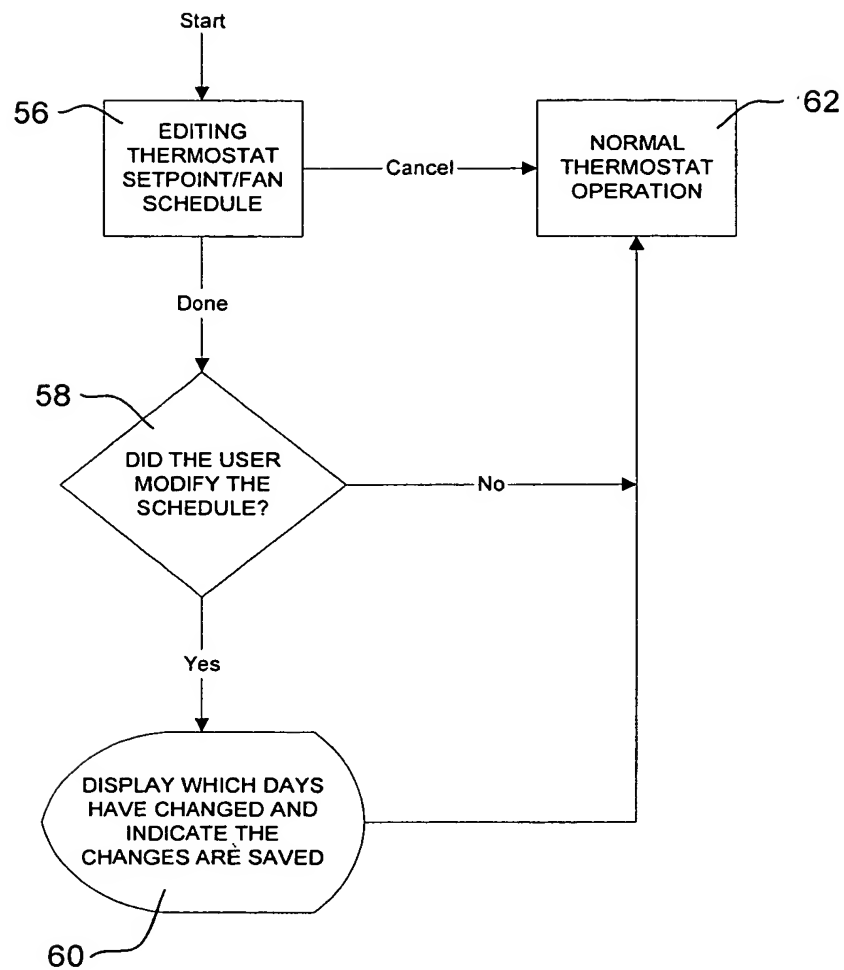 Start
56
EDITING
THERMOSTAT
SETPOINT/FAN
SCHEDULE
Cancel
NORMAL
THERMOSTAT
OPERATION
62
Done
58
DID THE USER
MODIFY THE
SCHEDULE?
No
Yes
DISPLAY WHICH DAYS
HAVE CHANGED AND
INDICATE THE
CHANGES ARE SAVED
60